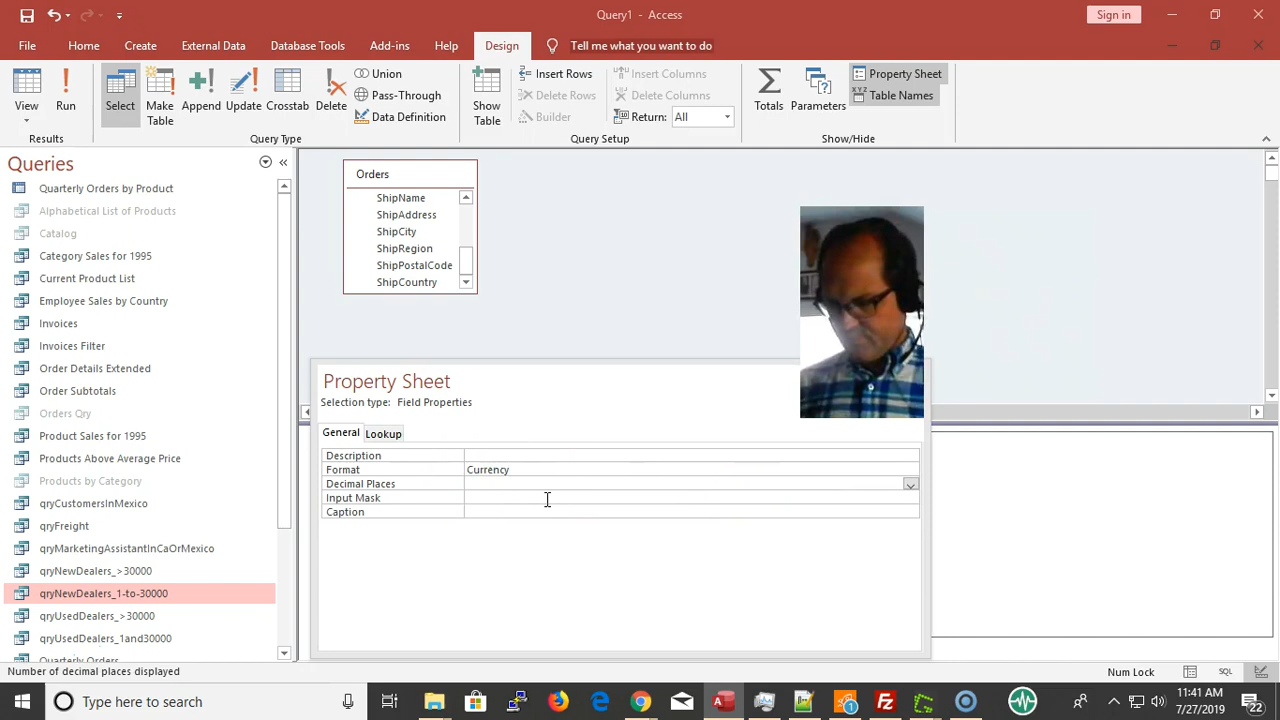 Query1 - Access
Sign in
File
Home
Create
External Data
Database Tools
Add-ins
Help
Design
Tell me what you want to do
View
Run
Select
Make Table
Append
Update
Crosstab
Delete
Union
Pass-Through
Data Definition
Show Table
Insert Rows
Delete Rows
Builder
Insert Columns
Delete Columns
Return: All
Totals
Parameters
Property Sheet
XYZ Table Names
Results
Query Type
Query Setup
Show/Hide
Queries
Quarterly Orders by Product
Alphabetical List of Products
Catalog
Category Sales for 1995
Current Product List
Employee Sales by Country
Invoices
Invoices Filter
Order Details Extended
Order Subtotals
Orders Qry
Product Sales for 1995
Products Above Average Price
Products by Category
qryCustomersInMexico
qryFreight
qryMarketingAssistantInCaOrMexico
qryNewDealers_>30000
qryNewDealers_1-to-30000
qryUsedDealers_>30000
qryUsedDealers_1and30000
Quarterly Orders
Orders
ShipName
ShipAddress
ShipCity
ShipRegion
ShipPostalCode
ShipCountry
Property Sheet
Selection type: Field Properties
General
Lookup
Description
Format Currency
Decimal Places
Input Mask
Caption
Number of decimal places displayed
Num Lock
SQL
Type here to search
11:41 AM
7/27/2019
22